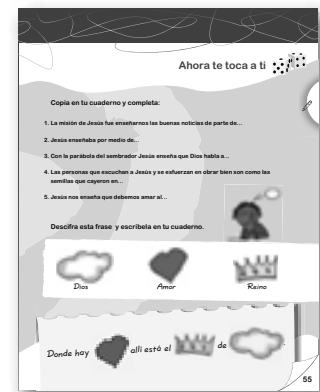 Ahora te toca a ti
Copia en tu cuaderno y completa:
1. La misión de Jesús fue enseñarnos las buenas noticias de parte de...
2. Jesús enseñaba por medio de...
3. Con la parábola del sembrador Jesús enseña que Dios habla a...
4. Las personas que escuchan a Jesús y se esfuerzan en obrar bien son como las
semillas que cayeron en...
5. Jesús nos enseña que debemos amar al...
Descifra esta frase y escríbela en tu cuaderno.
Dios Amor Reino
Donde hay allí está el de .
55